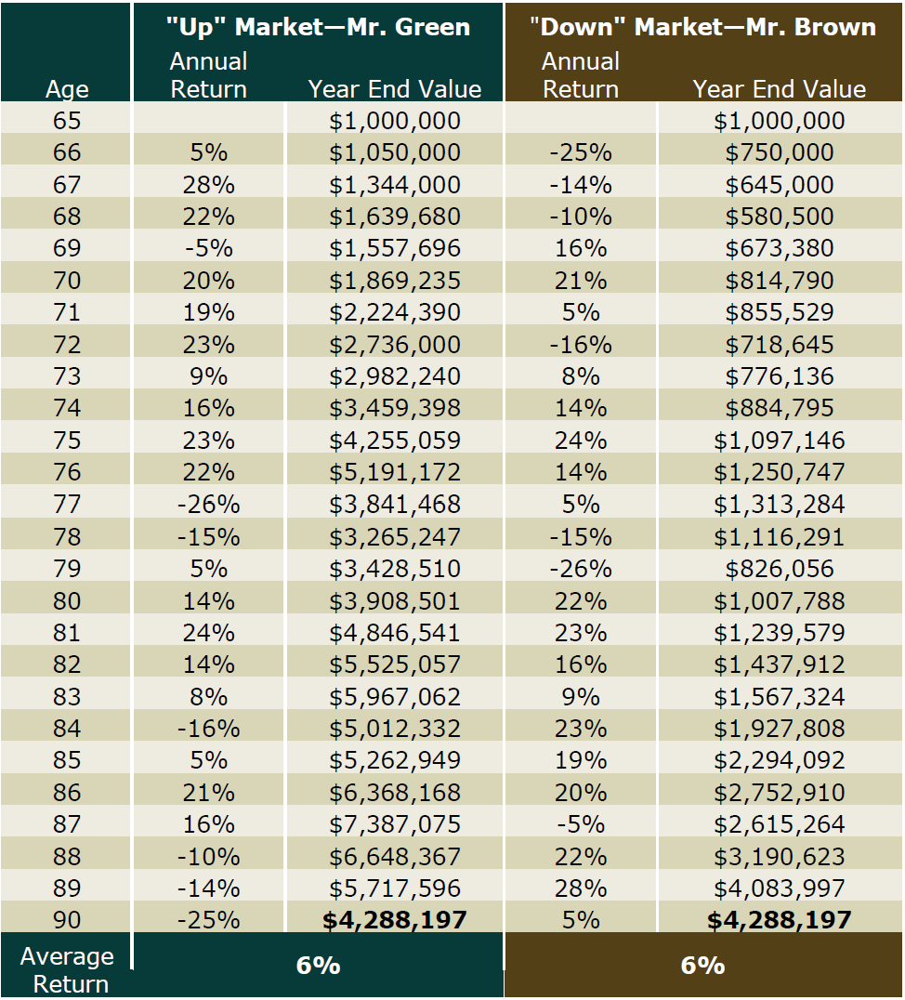 "Up" Market—Mr. Green "Down" Market—Mr. Brown
Age Annual Return Year End Value Annual Return Year End Value
65 $1,000,000 $1,000,000
66 5% $1,050,000 -25% $750,000
67 28% $1,344,000 -14% $645,000
68 22% $1,639,680 -10% $580,500
69 -5% $1,557,696 16% $673,380
70 20% $1,869,235 21% $814,790
71 19% $2,224,390 5% $855,529
72 23% $2,736,000 -16% $718,645
73 9% $2,982,240 8% $776,136
74 16% $3,459,398 14% $884,795
75 23% $4,255,059 24% $1,097,146
76 22% $5,191,172 14% $1,250,747
77 -26% $3,841,468 5% $1,313,284
78 -15% $3,265,247 -15% $1,116,291
79 5% $3,428,510 -26% $826,056
80 14% $3,908,501 22% $1,007,788
81 24% $4,846,541 23% $1,239,579
82 14% $5,525,057 16% $1,437,912
83 8% $5,967,062 9% $1,567,324
84 -16% $5,012,332 23% $1,927,808
85 5% $5,262,949 19% $2,294,092
86 21% $6,368,168 20% $2,752,910
87 16% $7,387,075 -5% $2,615,264
88 -10% $6,648,367 22% $3,190,623
89 -14% $5,717,596 28% $4,083,997
90 -25% $4,288,197 5% $4,288,197
Average Return 6% 6%